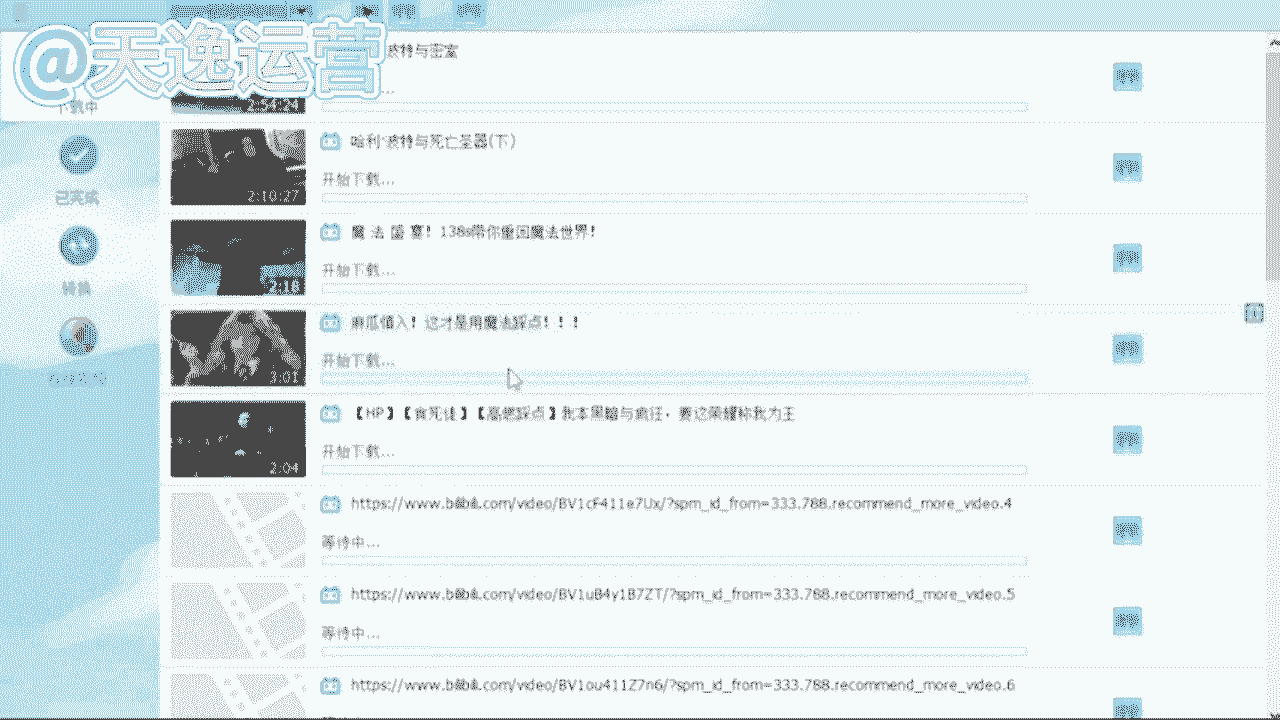 @天逸运营
波特与密室
2:54:24
下载中
哈利·波特与死亡圣器(下)
开始下载...
2:10:27
已完成
魔 法 盛 宴！138s带你重回魔法世界！
开始下载...
2:18
转换
麻瓜慎入！这才是用魔法踩点！！！
开始下载...
3:01
【HP】【食死徒】【高燃踩点】我本黑暗与疯狂，要这荣耀称我为王
开始下载...
2:04
https://www.bilibili.com/video/BV1cF411e7Ux/?spm_id_from=333.788.recommend_more_video.4
等待中...
https://www.bilibili.com/video/BV1uB4y1B7ZT/?spm_id_from=333.788.recommend_more_video.5
等待中...
https://www.bilibili.com/video/BV1ou411Z7n6/?spm_id_from=333.788.recommend_more_video.6